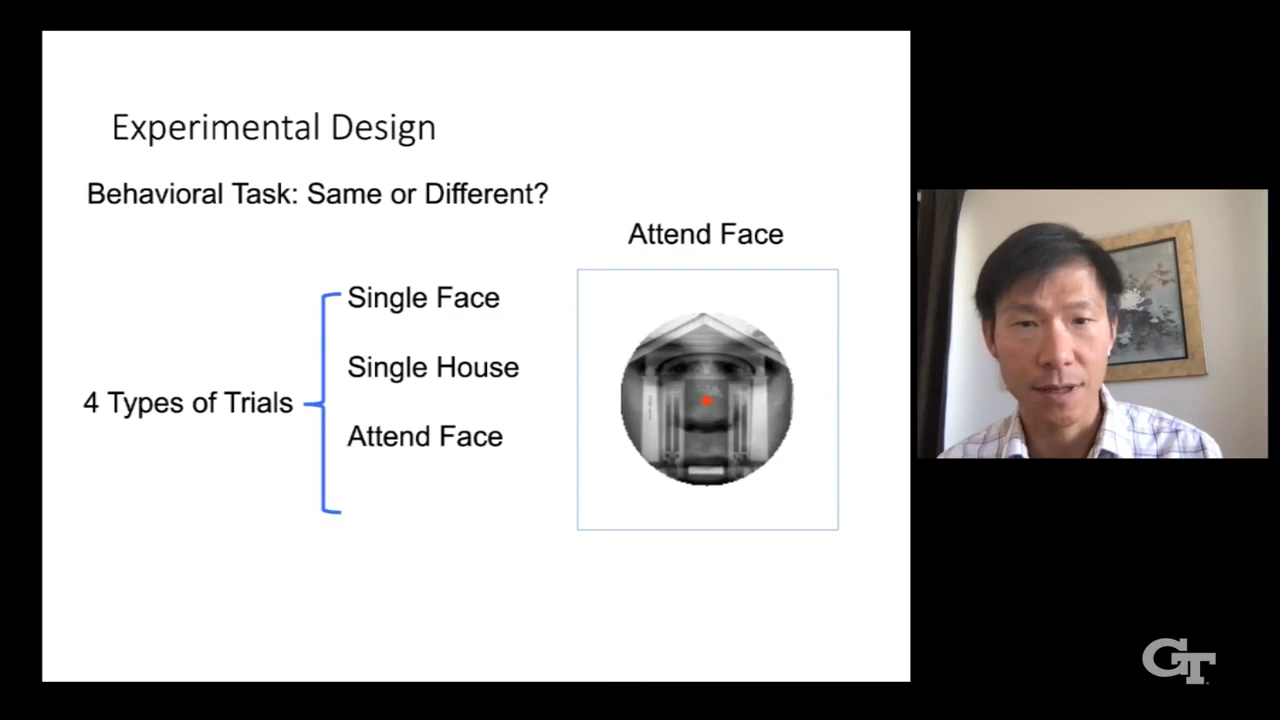 Experimental Design
Behavioral Task: Same or Different?
Attend Face
Single Face
Single House
4 Types of Trials
Attend Face
GT